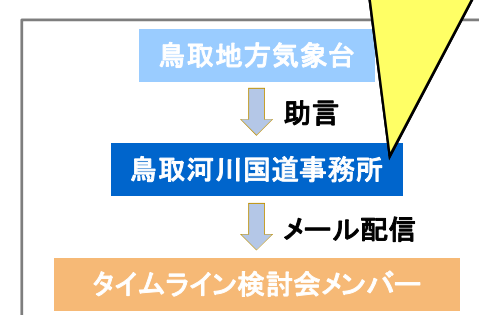 鳥取地方気象台
助言
鳥取河川国道事務所
メール配信
タイムライン検討会メンバー